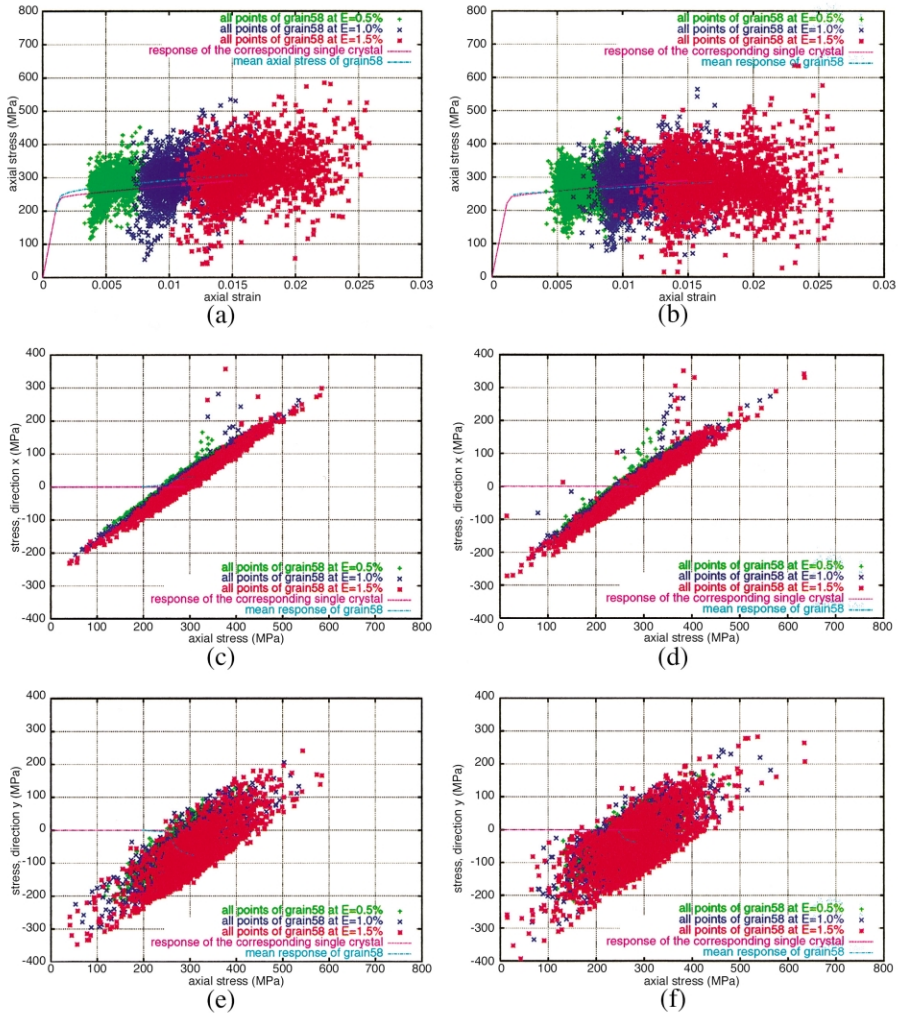 all points of grain58 at E=0.5%
all points of grain58 at E=1.0%
all points of grain58 at E=1.5%
response of the corresponding single crystal
mean axial stress of grain58
800
700
600
500
400
300
200
100
0
axial stress (MPa)
0 0.005 0.01 0.015 0.02 0.025 0.03
axial strain
(a)
all points of grain58 at E=0.5%
all points of grain58 at E=1.0%
all points of grain58 at E=1.5%
response of the corresponding single crystal
mean response of grain58
800
700
600
500
400
300
200
100
0
axial stress (MPa)
0 0.005 0.01 0.015 0.02 0.025 0.03
axial strain
(b)
400
300
200
100
0
-100
-200
-300
-400
stress, direction x (MPa)
all points of grain58 at E=0.5%
all points of grain58 at E=1.0%
all points of grain58 at E=1.5%
response of the corresponding single crystal
mean response of grain58
0 100 200 300 400 500 600 700 800
axial stress (MPa)
(c)
400
300
200
100
0
-100
-200
-300
-400
stress, direction x (MPa)
all points of grain58 at E=0.5%
all points of grain58 at E=1.0%
all points of grain58 at E=1.5%
response of the corresponding single crystal
mean response of grain58
0 100 200 300 400 500 600 700 800
axial stress (MPa)
(d)
400
300
200
100
0
-100
-200
-300
-400
stress, direction y (MPa)
all points of grain58 at E=0.5%
all points of grain58 at E=1.0%
all points of grain58 at E=1.5%
response of the corresponding single crystal
mean response of grain58
0 100 200 300 400 500 600 700 800
axial stress (MPa)
(e)
400
300
200
100
0
-100
-200
-300
-400
stress, direction y (MPa)
all points of grain58 at E=0.5%
all points of grain58 at E=1.0%
all points of grain58 at E=1.5%
response of the corresponding single crystal
mean response of grain58
0 100 200 300 400 500 600 700 800
axial stress (MPa)
(f)